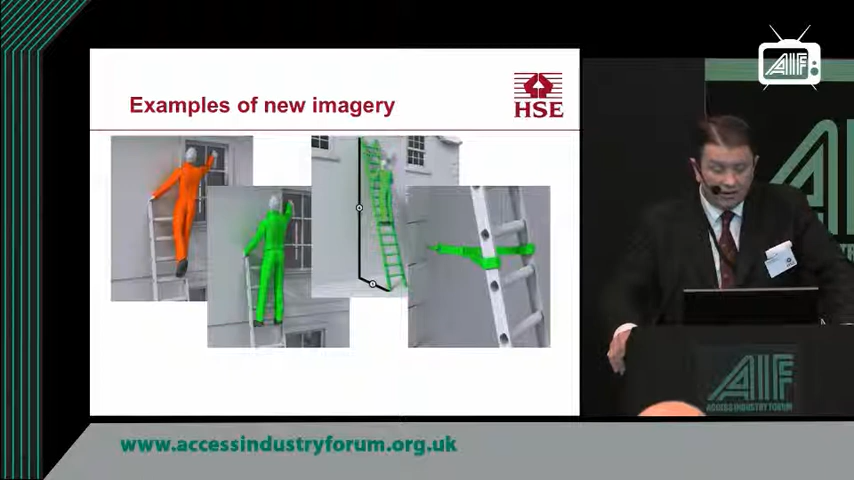 AIF
Examples of new imagery
HSE
AIF
ACCESS INDUSTRY FORUM
www.accessindustryforum.org.uk